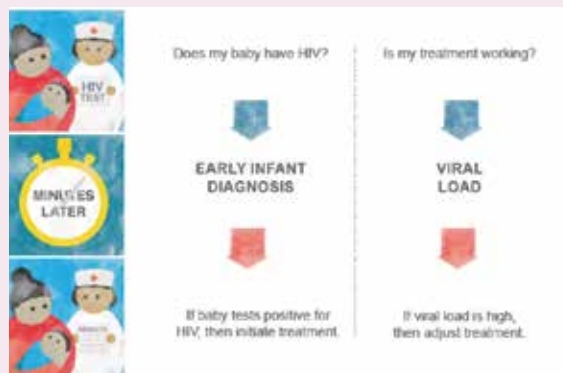 HIV
TEST
MINUTES
LATER
Does my baby have HIV?
EARLY INFANT
DIAGNOSIS
If baby tests positive for
HIV, then initiate treatment.
Is my treatment working?
VIRAL
LOAD
If viral load is high,
then adjust treatment.